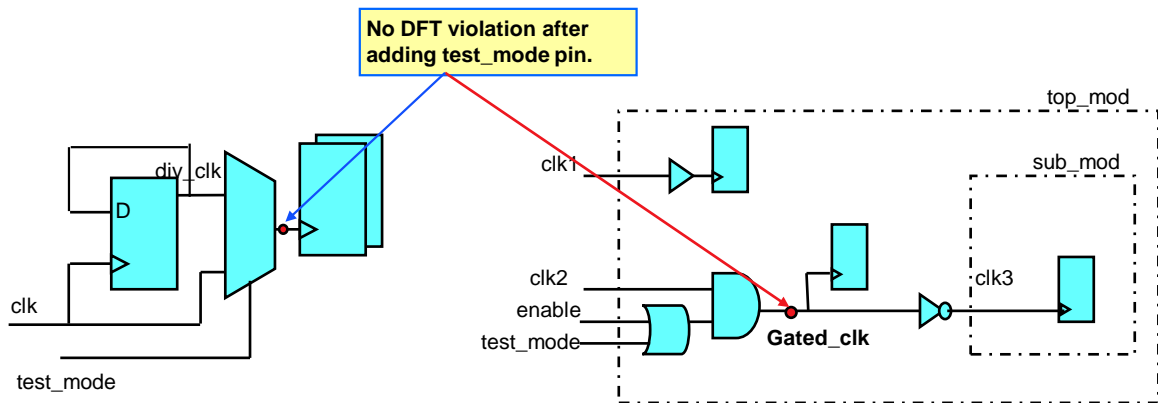 No DFT violation after
adding test_mode pin.
top_mod
div_clk
clk1
sub_mod
D
clk2
clk3
clk
enable
test_mode
Gated_clk
test_mode